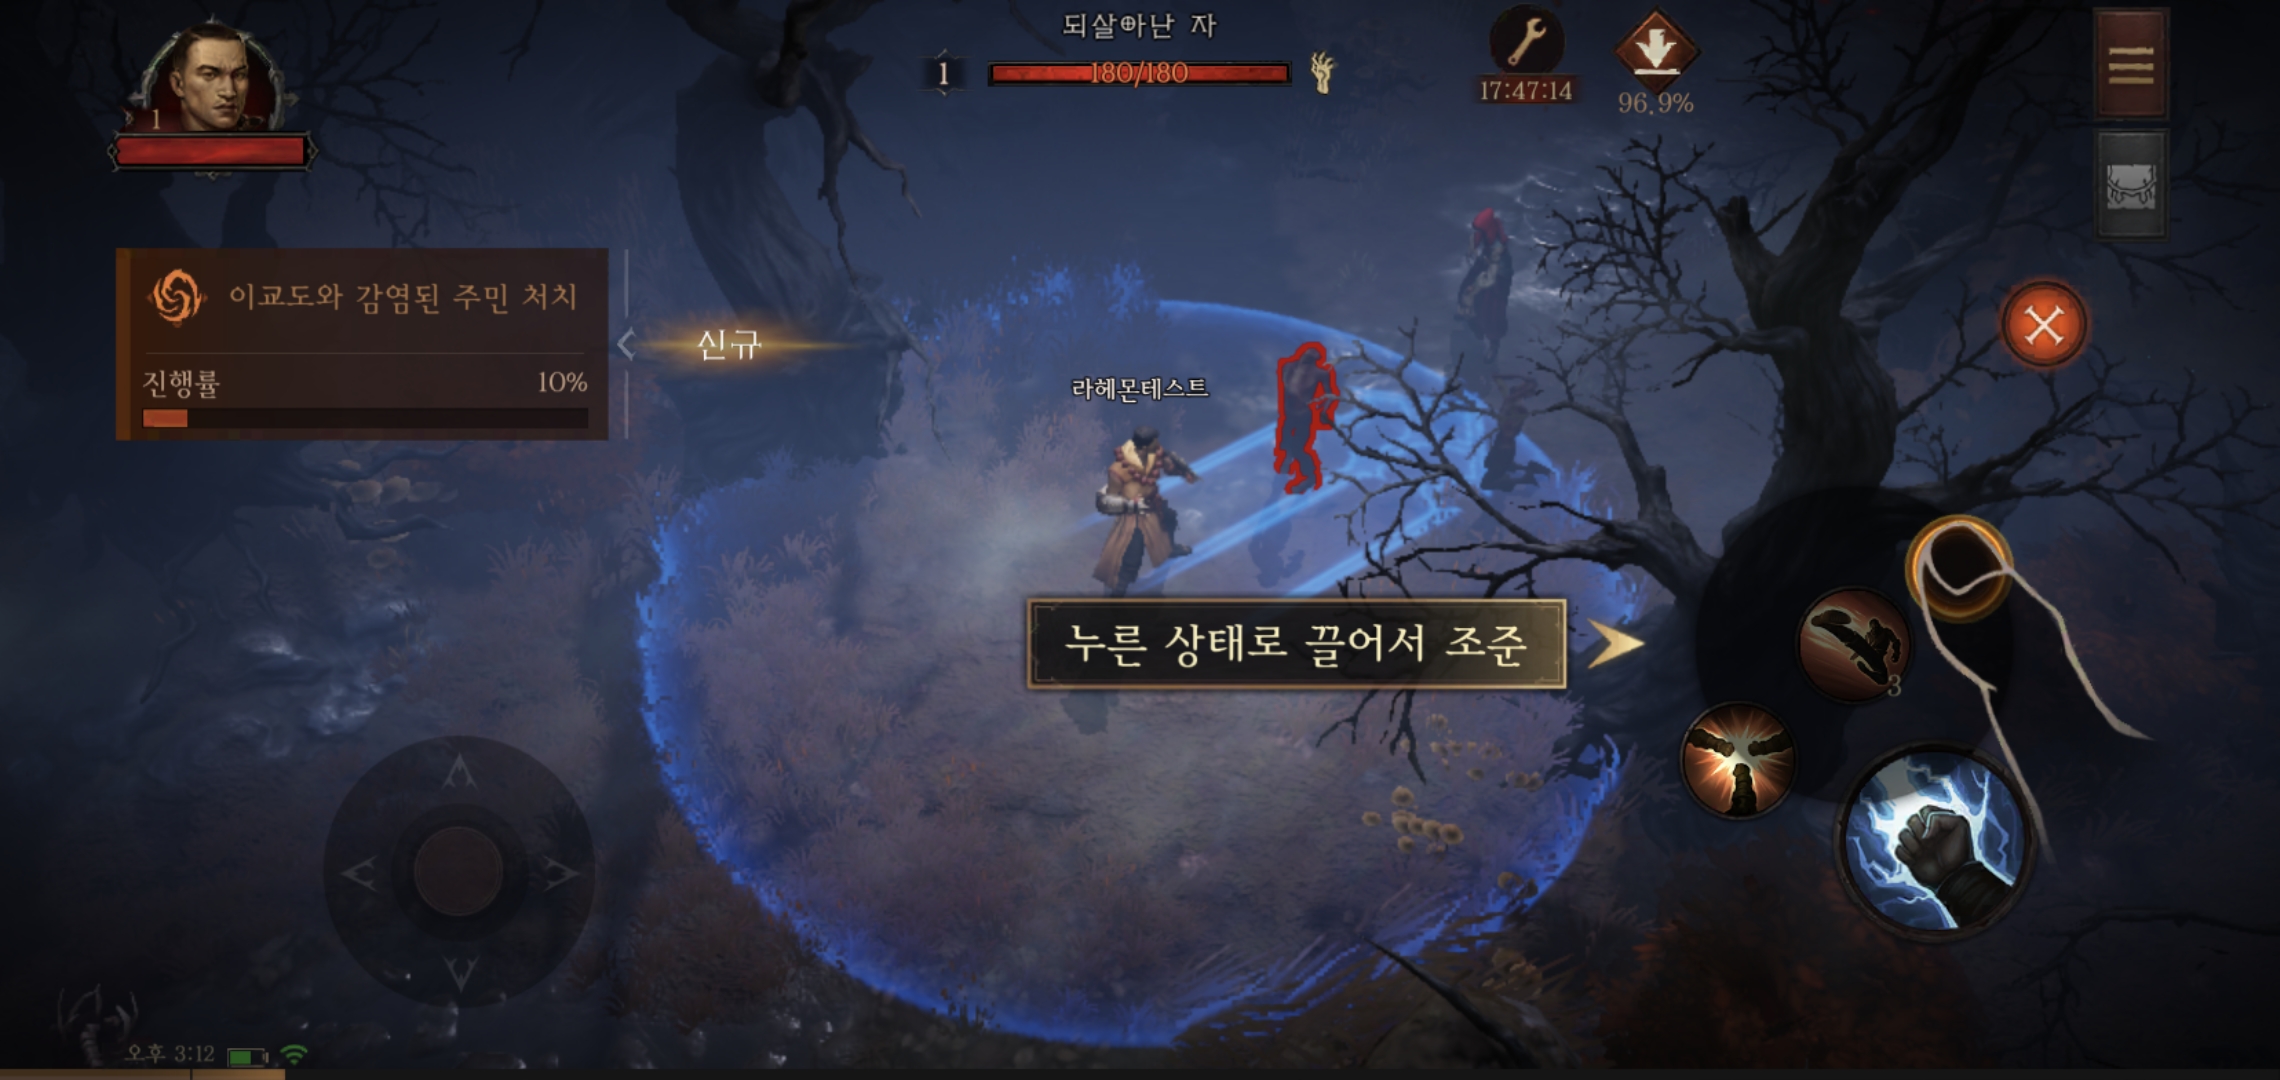 되살아난 자
1
180/180
17:47:14
96.9%
1
이교도와 감염된 주민 처치
진행률
10%
신규
라헤몬테스트
누른 상태로 끌어서 조준
3
오후 3:12